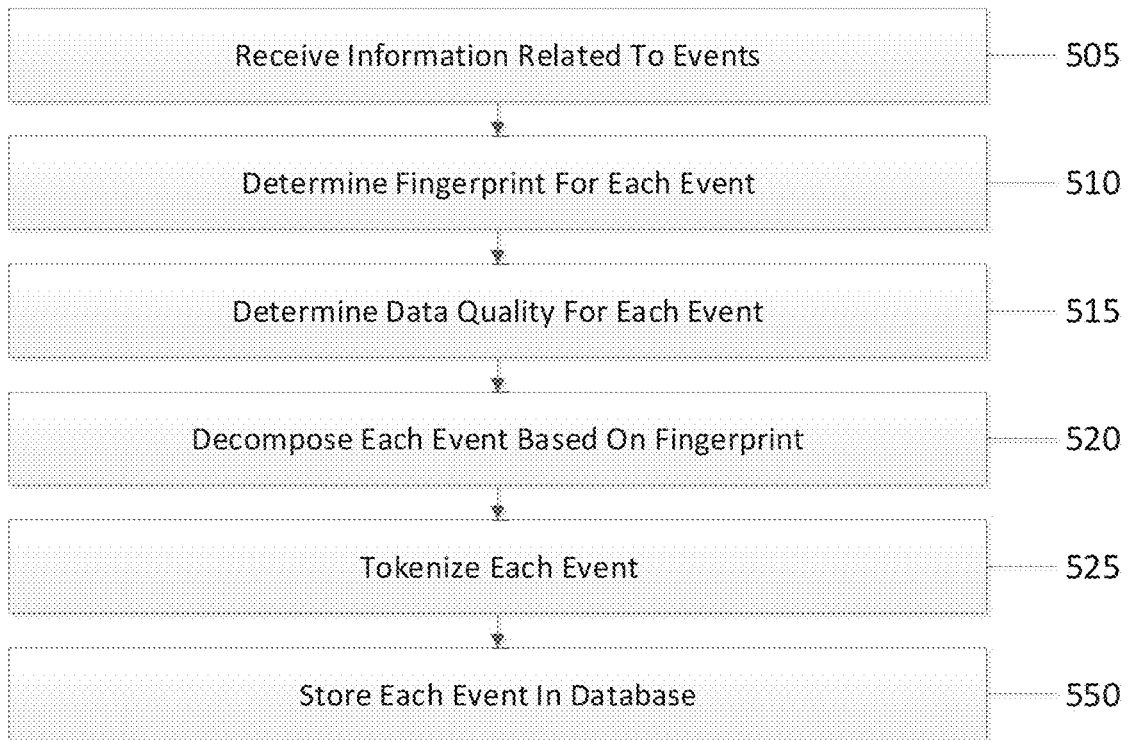 Receive Information Related To Events 505
Determine Fingerprint For Each Event 510
Determine Data Quality For Each Event 515
Decompose Each Event Based On Fingerprint 520
Tokenize Each Event 525
Store Each Event In Database 550